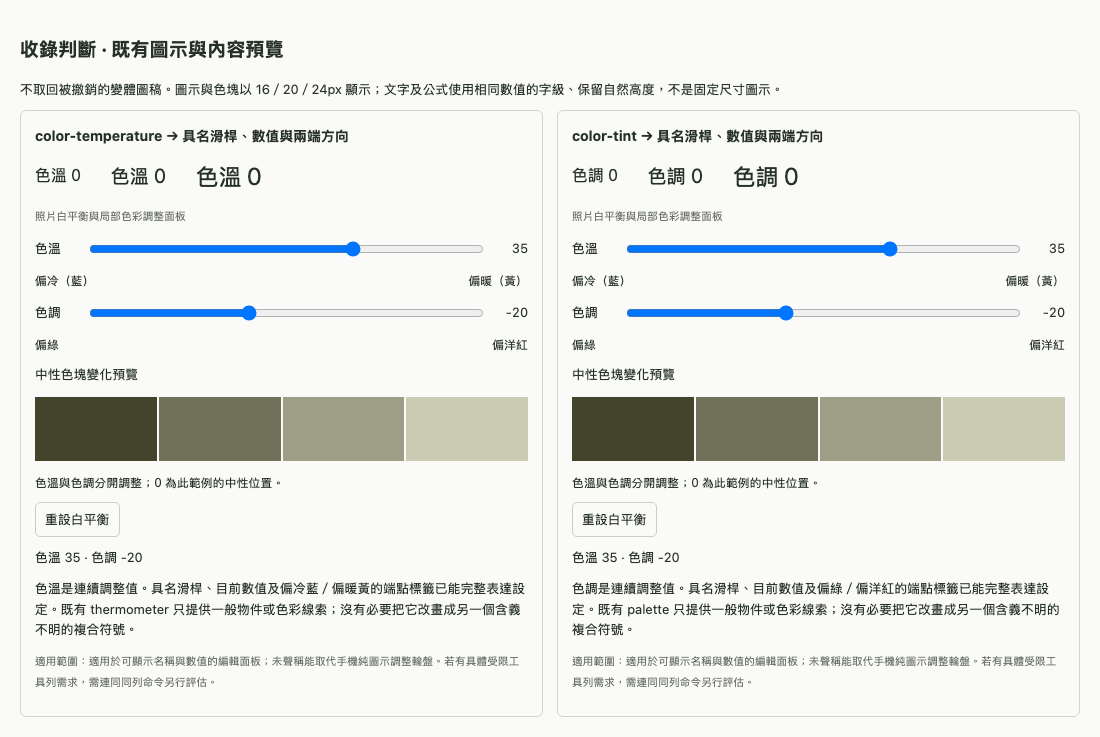 收錄判斷 · 既有圖示與內容預覽
不取回被撤銷的變體圖稿。圖示與色塊以 16 / 20 / 24px 顯示；文字及公式使用相同數值的字級、保留自然高度，不是固定尺寸圖示。
color-temperature → 具名滑桿、數值與兩端方向
色溫 0 色溫 0 色溫 0
照片白平衡與局部色彩調整面板
色溫 35
偏冷（藍） 偏暖（黃）
色調 -20
偏綠 偏洋紅
中性色塊變化預覽
色溫與色調分開調整；0 為此範例的中性位置。
重設白平衡
色溫 35 · 色調 -20
色溫是連續調整值。具名滑桿、目前數值及偏冷藍 / 偏暖黃的端點標籤已能完整表達設
定。既有 thermometer 只提供一般物件或色彩線索；沒有必要把它改畫成另一個含義
不明的複合符號。
適用範圍：適用於可顯示名稱與數值的編輯面板；未聲稱能取代手機純圖示調整輪盤。若有具體受限工
具列需求，需連同同列命令另行評估。
color-tint → 具名滑桿、數值與兩端方向
色調 0 色調 0 色調 0
照片白平衡與局部色彩調整面板
色溫 35
偏冷（藍） 偏暖（黃）
色調 -20
偏綠 偏洋紅
中性色塊變化預覽
色溫與色調分開調整；0 為此範例的中性位置。
重設白平衡
色溫 35 · 色調 -20
色調是連續調整值。具名滑桿、目前數值及偏綠 / 偏洋紅的端點標籤已能完整表達設
定。既有 palette 只提供一般物件或色彩線索；沒有必要把它改畫成另一個含義不明的
複合符號。
適用範圍：適用於可顯示名稱與數值的編輯面板；未聲稱能取代手機純圖示調整輪盤。若有具體受限工
具列需求，需連同同列命令另行評估。